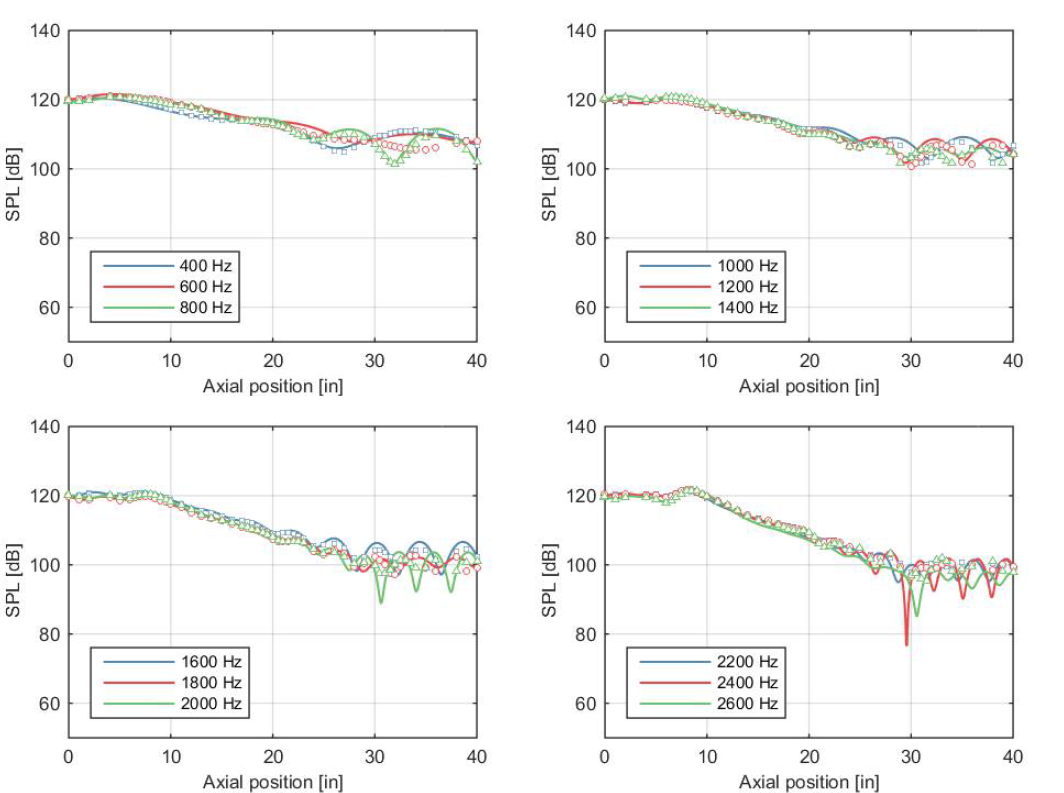 140
120
100
80
60
SPL [dB]
400 Hz
600 Hz
800 Hz
0 10 20 30 40
Axial position [in]
140
120
100
80
60
SPL [dB]
1000 Hz
1200 Hz
1400 Hz
0 10 20 30 40
Axial position [in]
140
120
100
80
60
SPL [dB]
1600 Hz
1800 Hz
2000 Hz
0 10 20 30 40
Axial position [in]
140
120
100
80
60
SPL [dB]
2200 Hz
2400 Hz
2600 Hz
0 10 20 30 40
Axial position [in]